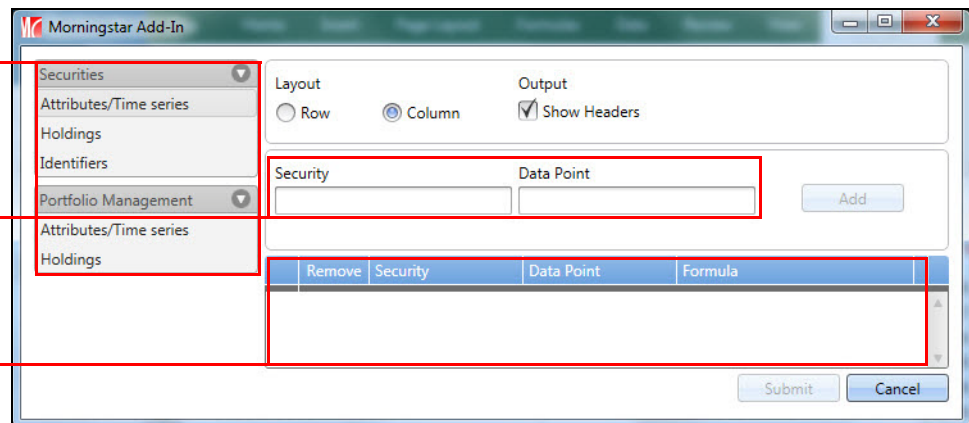 Morningstar Add-In
Securities
Attributes/Time series
Holdings
Identifiers
Portfolio Management
Attributes/Time series
Holdings
Layout
Row
Column
Output
Show Headers
Security
Data Point
Add
Remove Security Data Point Formula
Submit Cancel